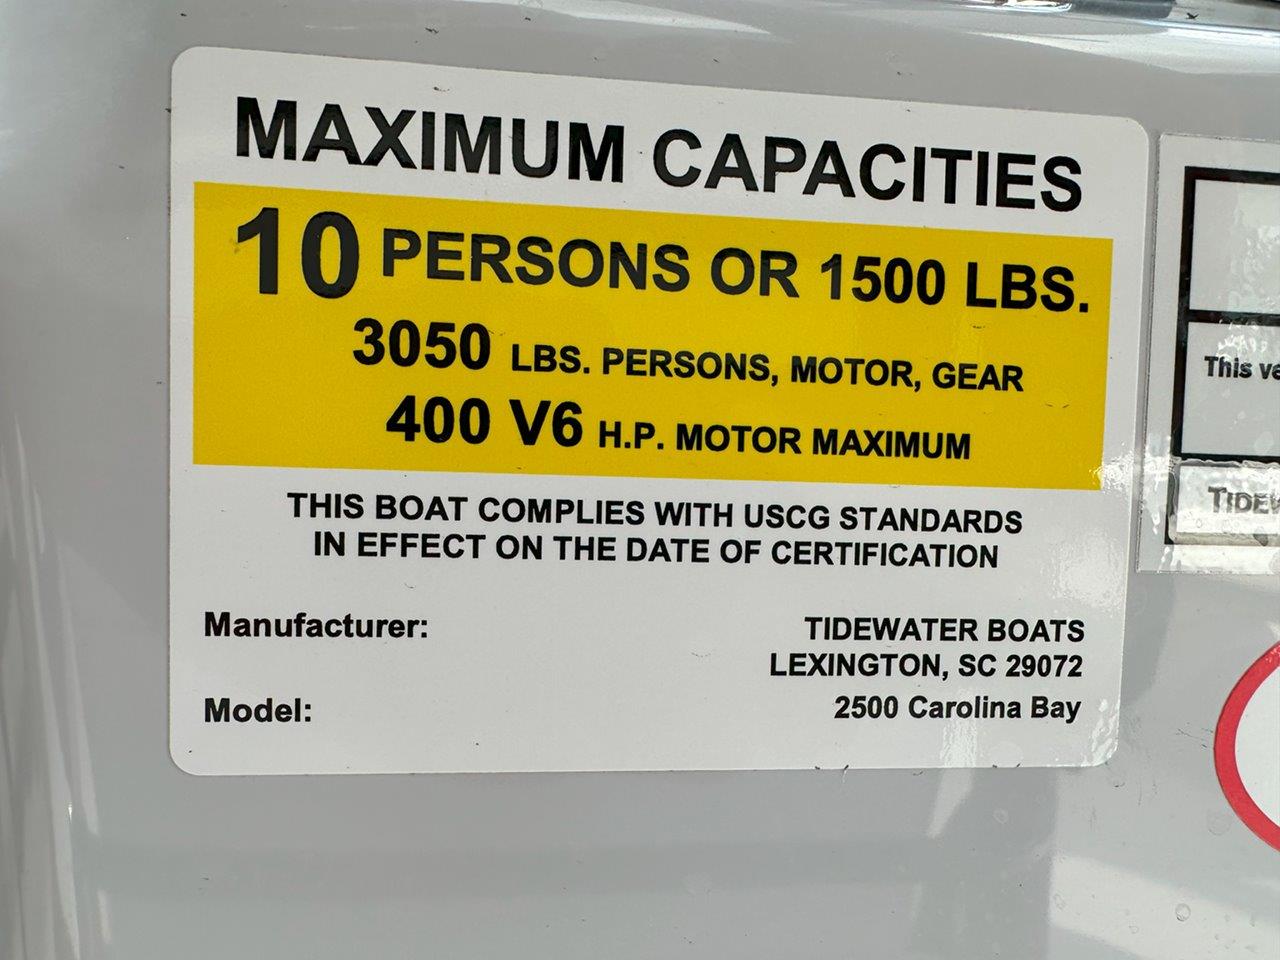 MAXIMUM CAPACITIES
10 PERSONS OR 1500 LBS.
3050 LBS. PERSONS, MOTOR, GEAR
400 V6 H.P. MOTOR MAXIMUM
THIS BOAT COMPLIES WITH USCG STANDARDS
IN EFFECT ON THE DATE OF CERTIFICATION
Manufacturer: TIDEWATER BOATS
LEXINGTON, SC 29072
Model: 2500 Carolina Bay
This